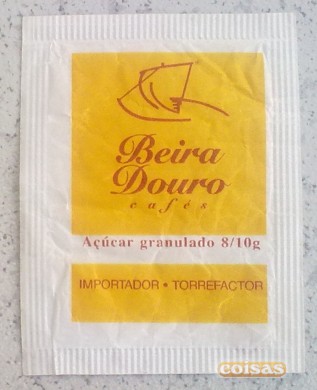 Beira
Douro
cafés
Açúcar granulado 8/10g
IMPORTADOR • TORREFACTOR
coisas